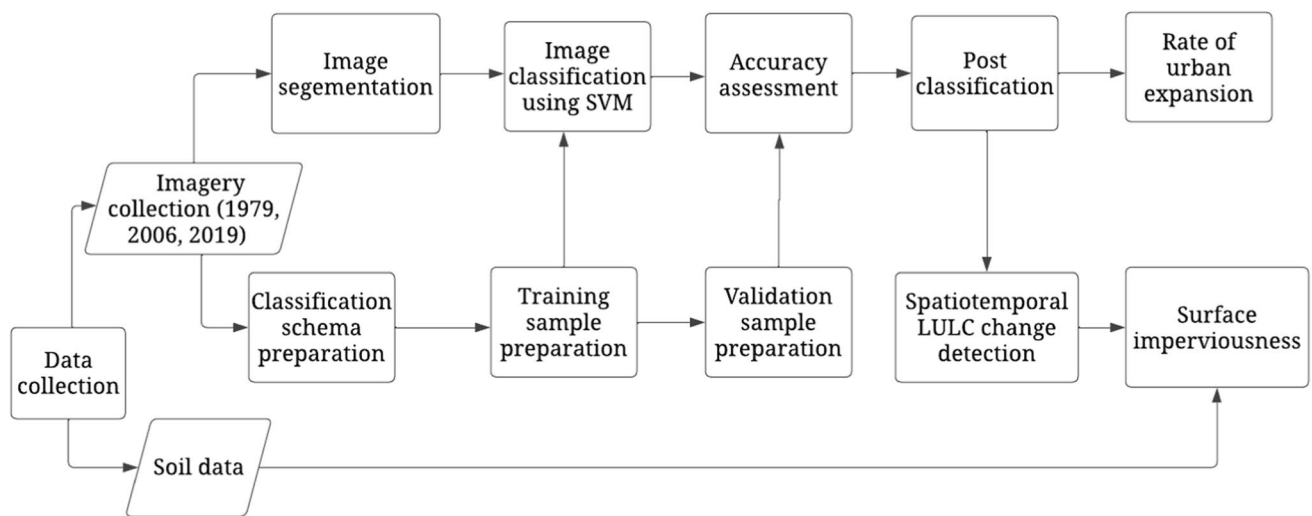 Image
segementation
Image
classification
using SVM
Accuracy
assessment
Post
classification
Rate of
urban
expansion
Imagery
collection (1979,
2006, 2019)
Classification
schema
preparation
Training
sample
preparation
Validation
sample
preparation
Spatiotemporal
LULC change
detection
Surface
imperviousness
Data
collection
Soil data